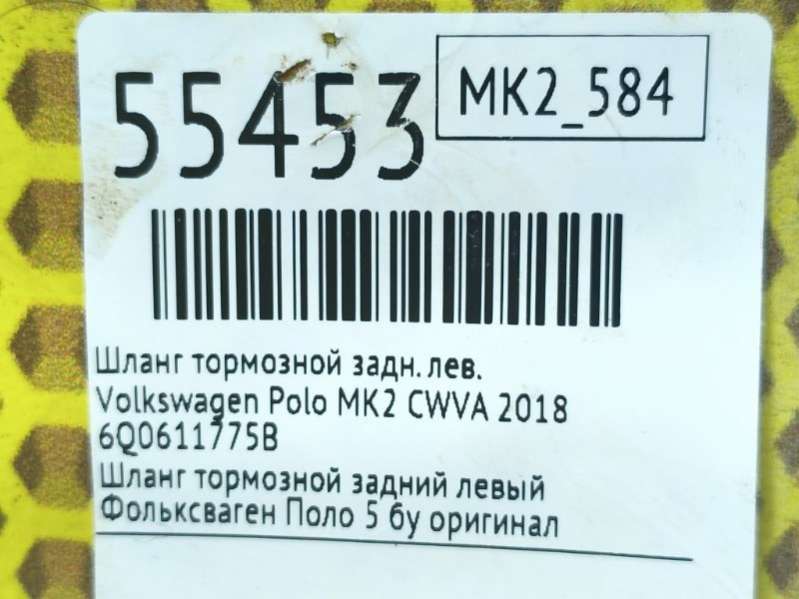 55453
MK2_584
Шланг тормозной задн. лев.
Volkswagen Polo MK2 CWVA 2018
6Q0611775B
Шланг тормозной задний левый
Фольксваген Поло 5 бу оригинал